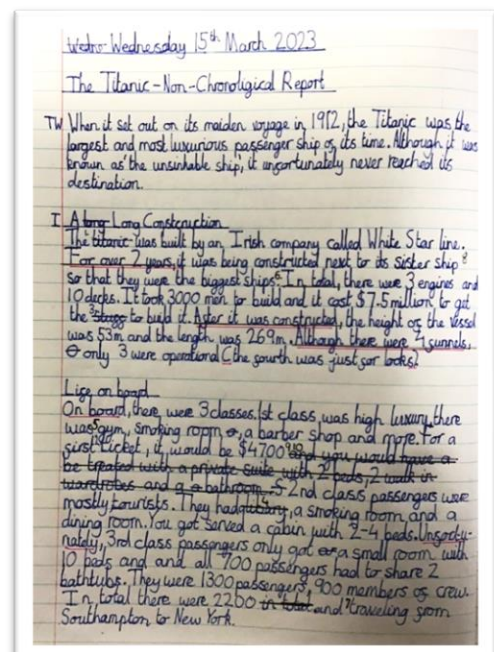 Wedns Wednesday 15th March 2023
The Titanic-Non-Chronoligical Report
TW When it set out on its maiden voyage in 1912, the Titanic was the
largest and most luxurious passenger ship of its time. Although it was
known as 'the unsinkable ship', it unfortunately never reached its
destination.
I A long Long Construction
The titanic was built by an Irish company called White Star line.
For over 2 years, it was being constructed next to its sister ship
so that they were the biggest ships. In total, there were 3 engines and
10 decks. It took 3000 men to build and it cost $7.5 million to get
the to build it. After it was constructed, the height of the vessel
was 53m and the length was 269m. Although there were 4 funnels,
only 3 were operational (the fourth was just for looks)
Life on board
On board, there were 3 classes. 1st class was high luxury, there
was gym, smoking room, a barber shop and more. For a
first ticket, it would be $4700 and you would have a
be treated with a private suite with 2 beds, 2 walk in
wardrobes and a bathroom. 2nd class passengers were
mostly tourists. They had, a smoking room and a
dining room. You got served a cabin with 2-4 beds. Unfortu-
nately, 3rd class passengers only got a small room with
10 beds and and all 700 passengers had to share 2
bathtubs. They were 1300 passengers, 900 members of crew.
In total there were 2200 in total and traveling from
Southampton to New York.